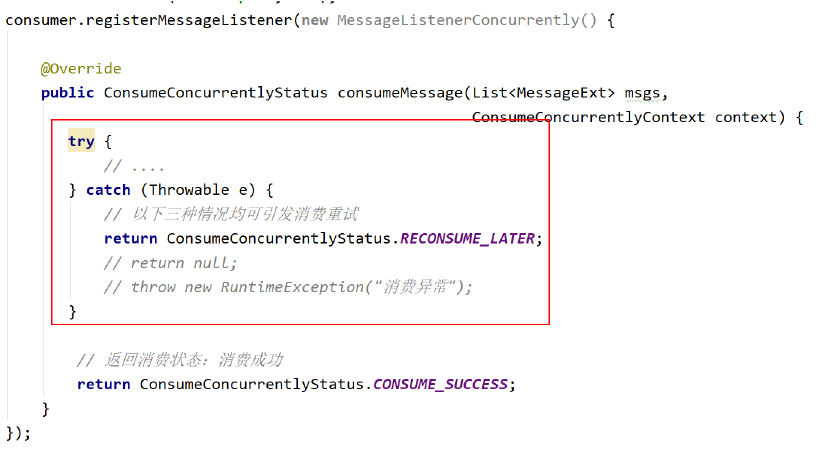 consumer.registerMessageListener(new MessageListenerConcurrently() {
@Override
public ConsumeConcurrentlyStatus consumeMessage(List<MessageExt> msgs,
ConsumeConcurrentlyContext context) {
try {
// ....
} catch (Throwable e) {
// 以下三种情况均可引发消费重试
return ConsumeConcurrentlyStatus.RECONSUME_LATER;
// return null;
// throw new RuntimeException("消费异常");
}
// 返回消费状态：消费成功
return ConsumeConcurrentlyStatus.CONSUME_SUCCESS;
}
});